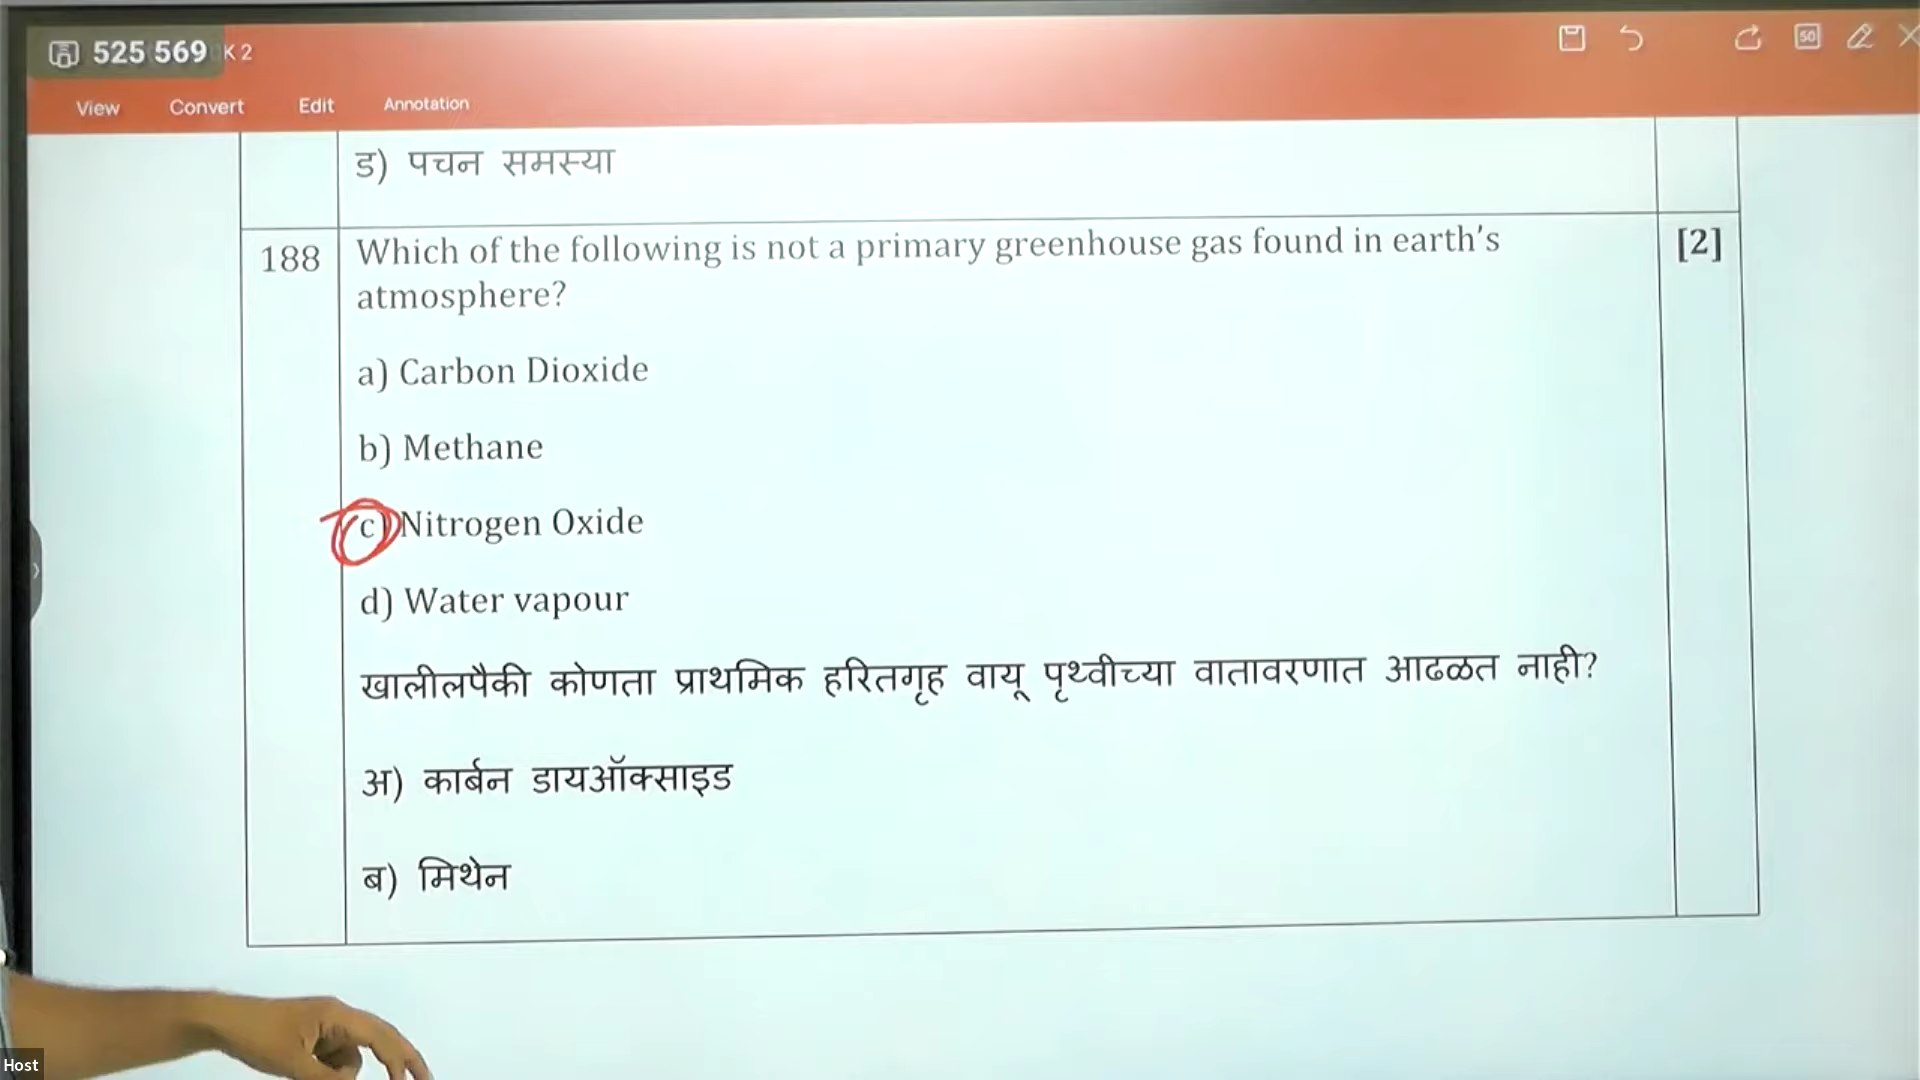 525 569 K 2
View Convert Edit Annotation
ड) पचन समस्या
188 Which of the following is not a primary greenhouse gas found in earth's [2]
atmosphere?
a) Carbon Dioxide
b) Methane
c) Nitrogen Oxide
d) Water vapour
खालीलपैकी कोणता प्राथमिक हरितगृह वायू पृथ्वीच्या वातावरणात आढळत नाही?
अ) कार्बन डायऑक्साइड
ब) मिथेन
Host